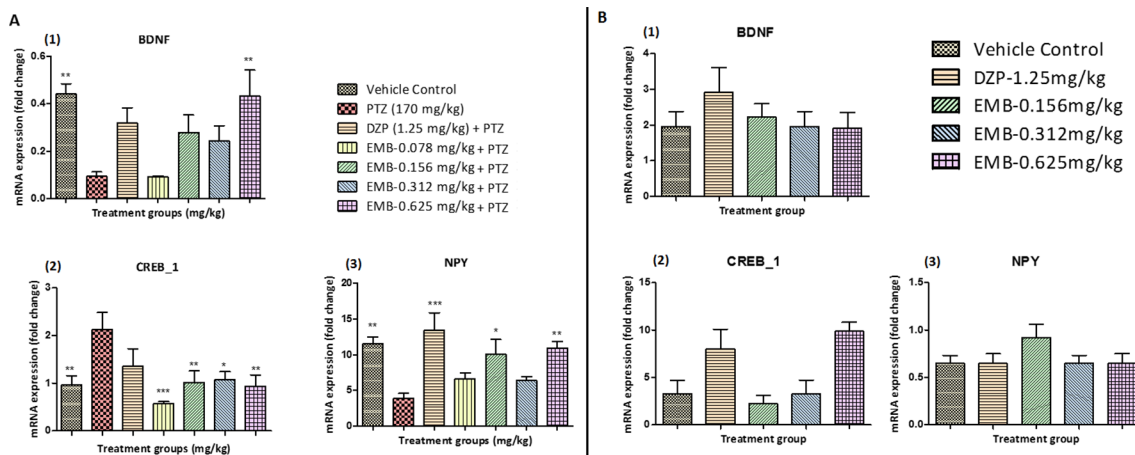 A
(1)
BDNF
mRNA expression (fold change)
0.6
0.4
0.2
0.0
**
**
Treatment groups (mg/kg)
Vehicle Control
PTZ (170 mg/kg)
DZP (1.25 mg/kg) + PTZ
EMB-0.078 mg/kg + PTZ
EMB-0.156 mg/kg + PTZ
EMB-0.312 mg/kg + PTZ
EMB-0.625 mg/kg + PTZ
(2)
CREB_1
mRNA expression (fold change)
3
2
1
0
**
***
**
*
**
Treatment groups (mg/kg)
(3)
NPY
mRNA expression (fold change)
20
15
10
5
0
**
***
*
**
Treatment groups (mg/kg)
B
(1)
BDNF
mRNA expression (fold change)
4
3
2
1
0
Treatment group
Vehicle Control
DZP-1.25mg/kg
EMB-0.156mg/kg
EMB-0.312mg/kg
EMB-0.625mg/kg
(2)
CREB_1
mRNA expression (fold change)
15
10
5
0
Treatment group
(3)
NPY
mRNA expression (fold change)
1.5
1.0
0.5
0.0
Treatment group